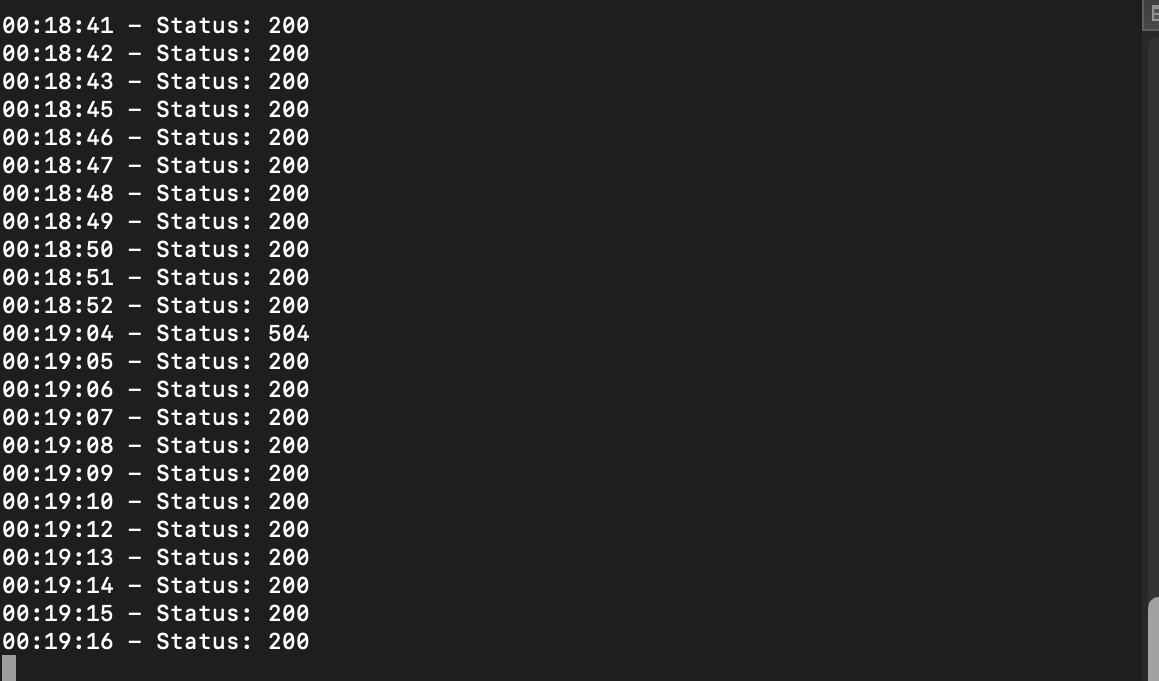 00:18:41 – Status: 200
00:18:42 – Status: 200
00:18:43 – Status: 200
00:18:45 – Status: 200
00:18:46 – Status: 200
00:18:47 – Status: 200
00:18:48 – Status: 200
00:18:49 – Status: 200
00:18:50 – Status: 200
00:18:51 – Status: 200
00:18:52 – Status: 200
00:19:04 – Status: 504
00:19:05 – Status: 200
00:19:06 – Status: 200
00:19:07 – Status: 200
00:19:08 – Status: 200
00:19:09 – Status: 200
00:19:10 – Status: 200
00:19:12 – Status: 200
00:19:13 – Status: 200
00:19:14 – Status: 200
00:19:15 – Status: 200
00:19:16 – Status: 200